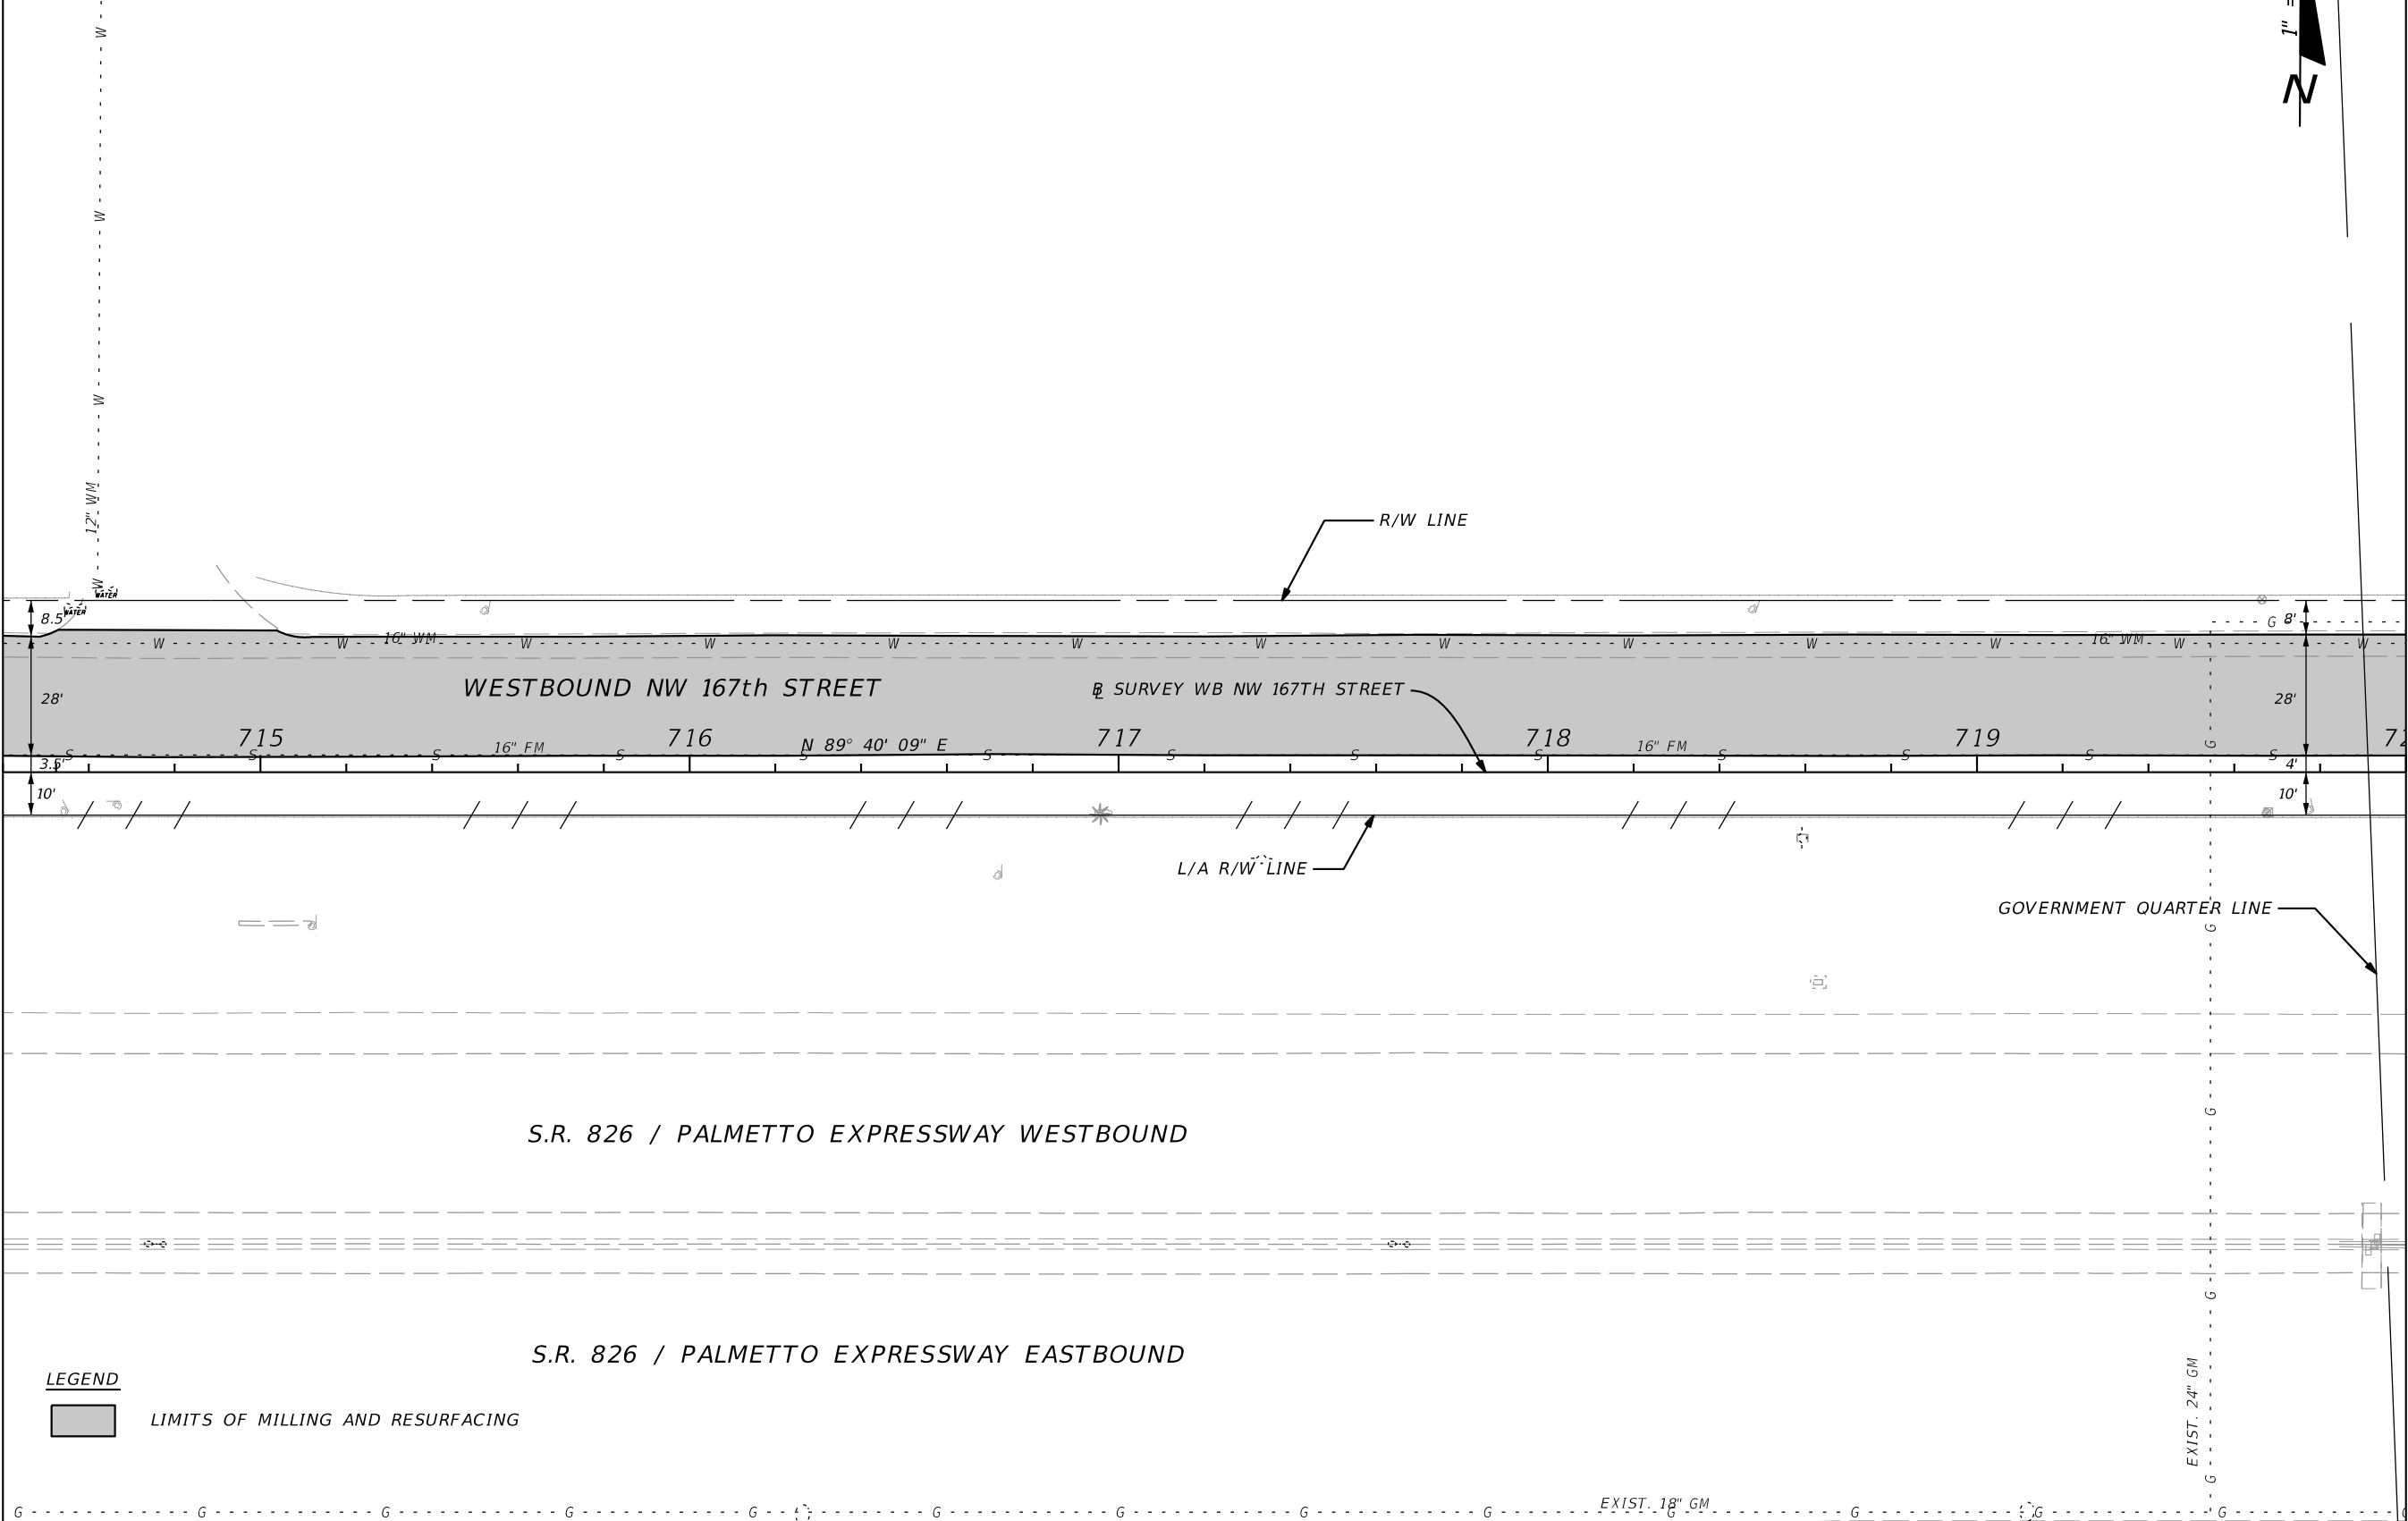 1" =
N
W
W
W
12" WM
W
WATER
WATER
R/W LINE
8.5'
8'
G
16" WM
16" WM
W W W W W W W W W W W W W
28'
WESTBOUND NW 167th STREET
B SURVEY WB NW 167TH STREET
28'
715 716 717 718 719 72
N 89° 40' 09" E
16" FM
16" FM
S S S S S S S S S S S S S
G
3.5'
4'
10'
10'
L/A R/W LINE
GOVERNMENT QUARTER LINE
G
S.R. 826 / PALMETTO EXPRESSWAY WESTBOUND
G
G
S.R. 826 / PALMETTO EXPRESSWAY EASTBOUND
LEGEND
LIMITS OF MILLING AND RESURFACING
EXIST. 24" GM
G
EXIST. 18" GM
G G G G G G G G G G G G G